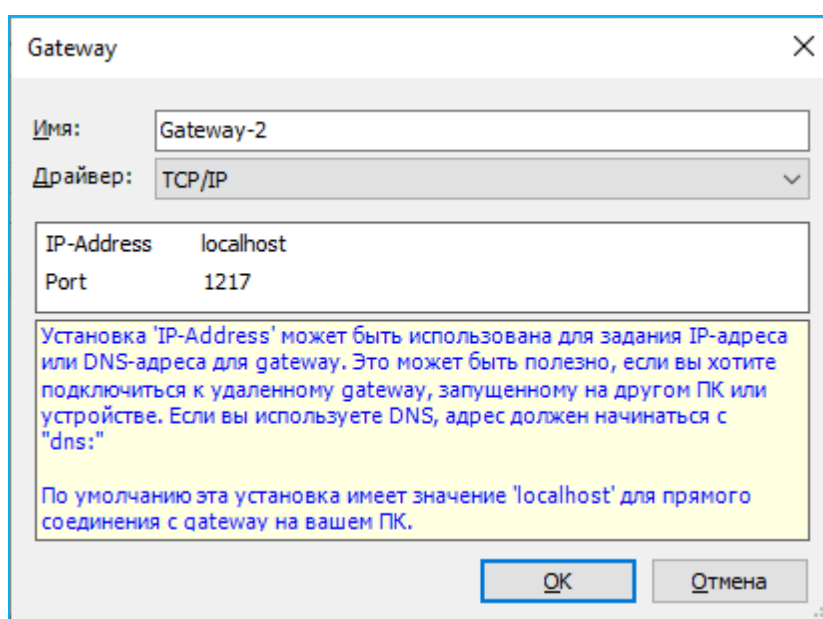 Gateway
Имя: Gateway-2
Драйвер: TCP/IP
IP-Address localhost
Port 1217
Установка 'IP-Address' может быть использована для задания IP-адреса
или DNS-адреса для gateway. Это может быть полезно, если вы хотите
подключиться к удаленному gateway, запущенному на другом ПК или
устройстве. Если вы используете DNS, адрес должен начинаться с
"dns:"
По умолчанию эта установка имеет значение 'localhost' для прямого
соединения с gateway на вашем ПК.
OK Отмена